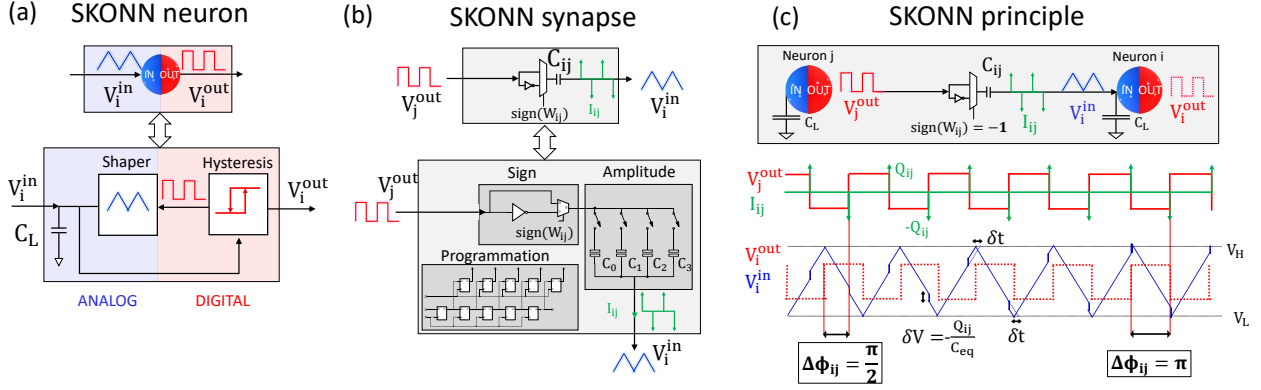 (a)
SKONN neuron
IN
OUT
V_i^in
V_i^out
Shaper
Hysteresis
V_i^in
V_i^out
C_L
ANALOG
DIGITAL
(b)
SKONN synapse
C_ij
V_j^out
I_ij
V_i^in
sign(W_ij)
Sign
Amplitude
V_j^out
sign(W_ij)
C_0
C_1
C_2
C_3
Programmation
I_ij
V_i^in
(c)
SKONN principle
Neuron j
Neuron i
IN
OUT
C_ij
IN
OUT
V_j^out
I_ij
V_i^in
V_i^out
C_L
C_L
sign(W_ij) = −1
V_j^out
Q_ij
I_ij
-Q_ij
V_i^out
δt
V_H
V_i^in
V_L
δV =-Q_ij/C_eq
δt
Δϕ_ij = π/2
Δϕ_ij = π